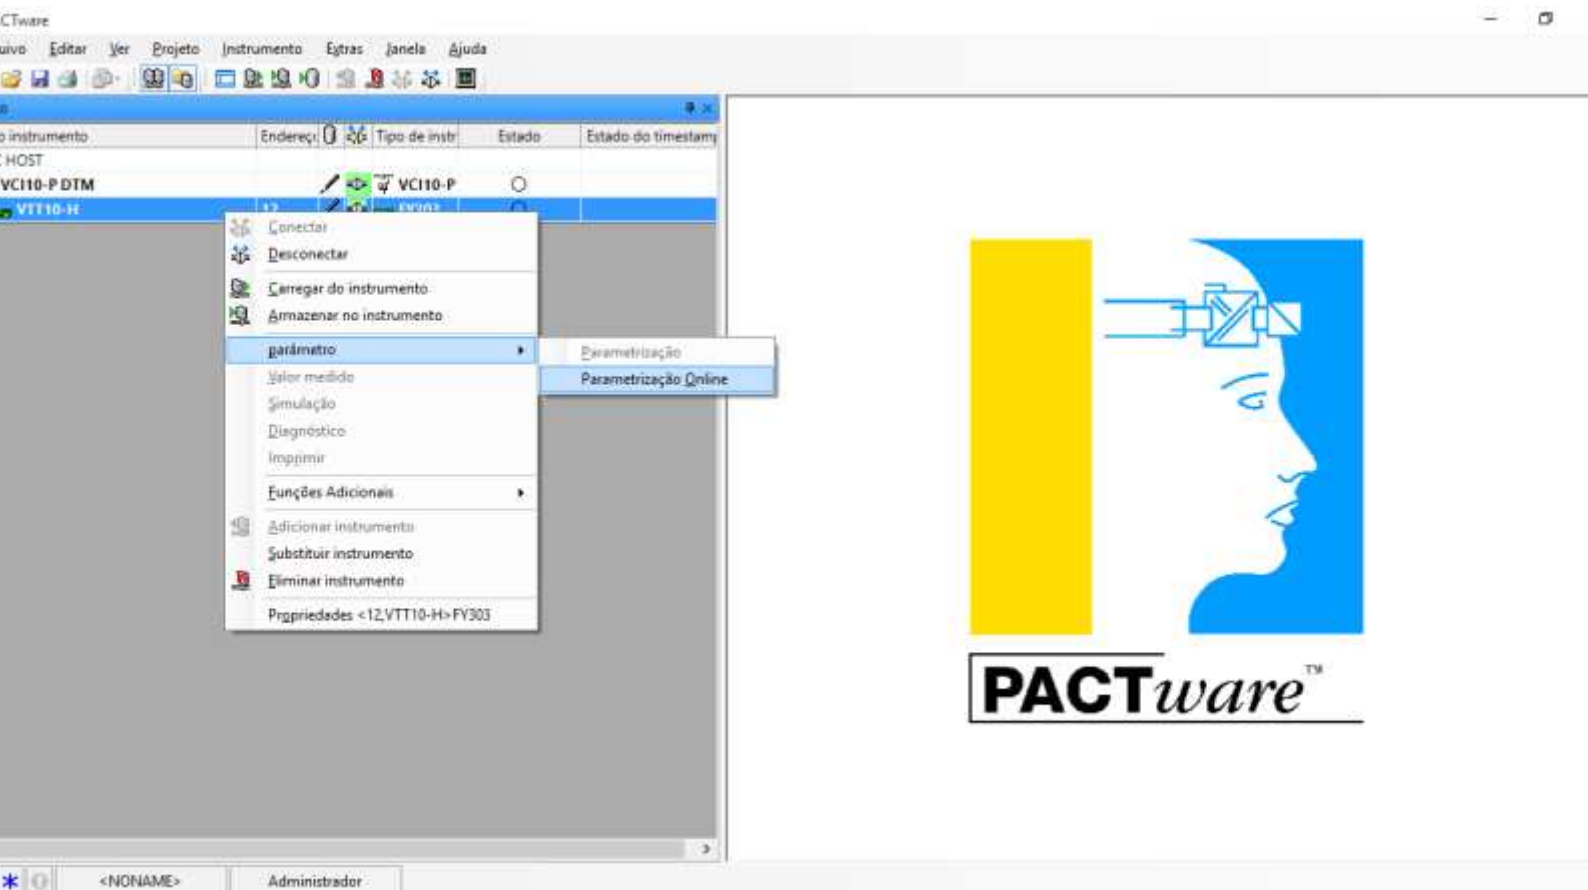 CTware
uivo Editar Ver Projeto Instrumento Extras Janela Ajuda
o instrumento Endereç Tipo de instr Estado Estado do timestamp
HOST
VCI10-P DTM VCI10-P
VTT10-H 12 FY303
Conectar
Desconectar
Carregar do instrumento
Armazenar no instrumento
parâmetro
Parametrização
Parametrização Online
Valor medido
Simulação
Diagnóstico
Imprimir
Funções Adicionais
Adicionar instrumento
Substituir instrumento
Eliminar instrumento
Propriedades <12,VTT10-H>FY303
PACTware™
<NONAME> Administrador